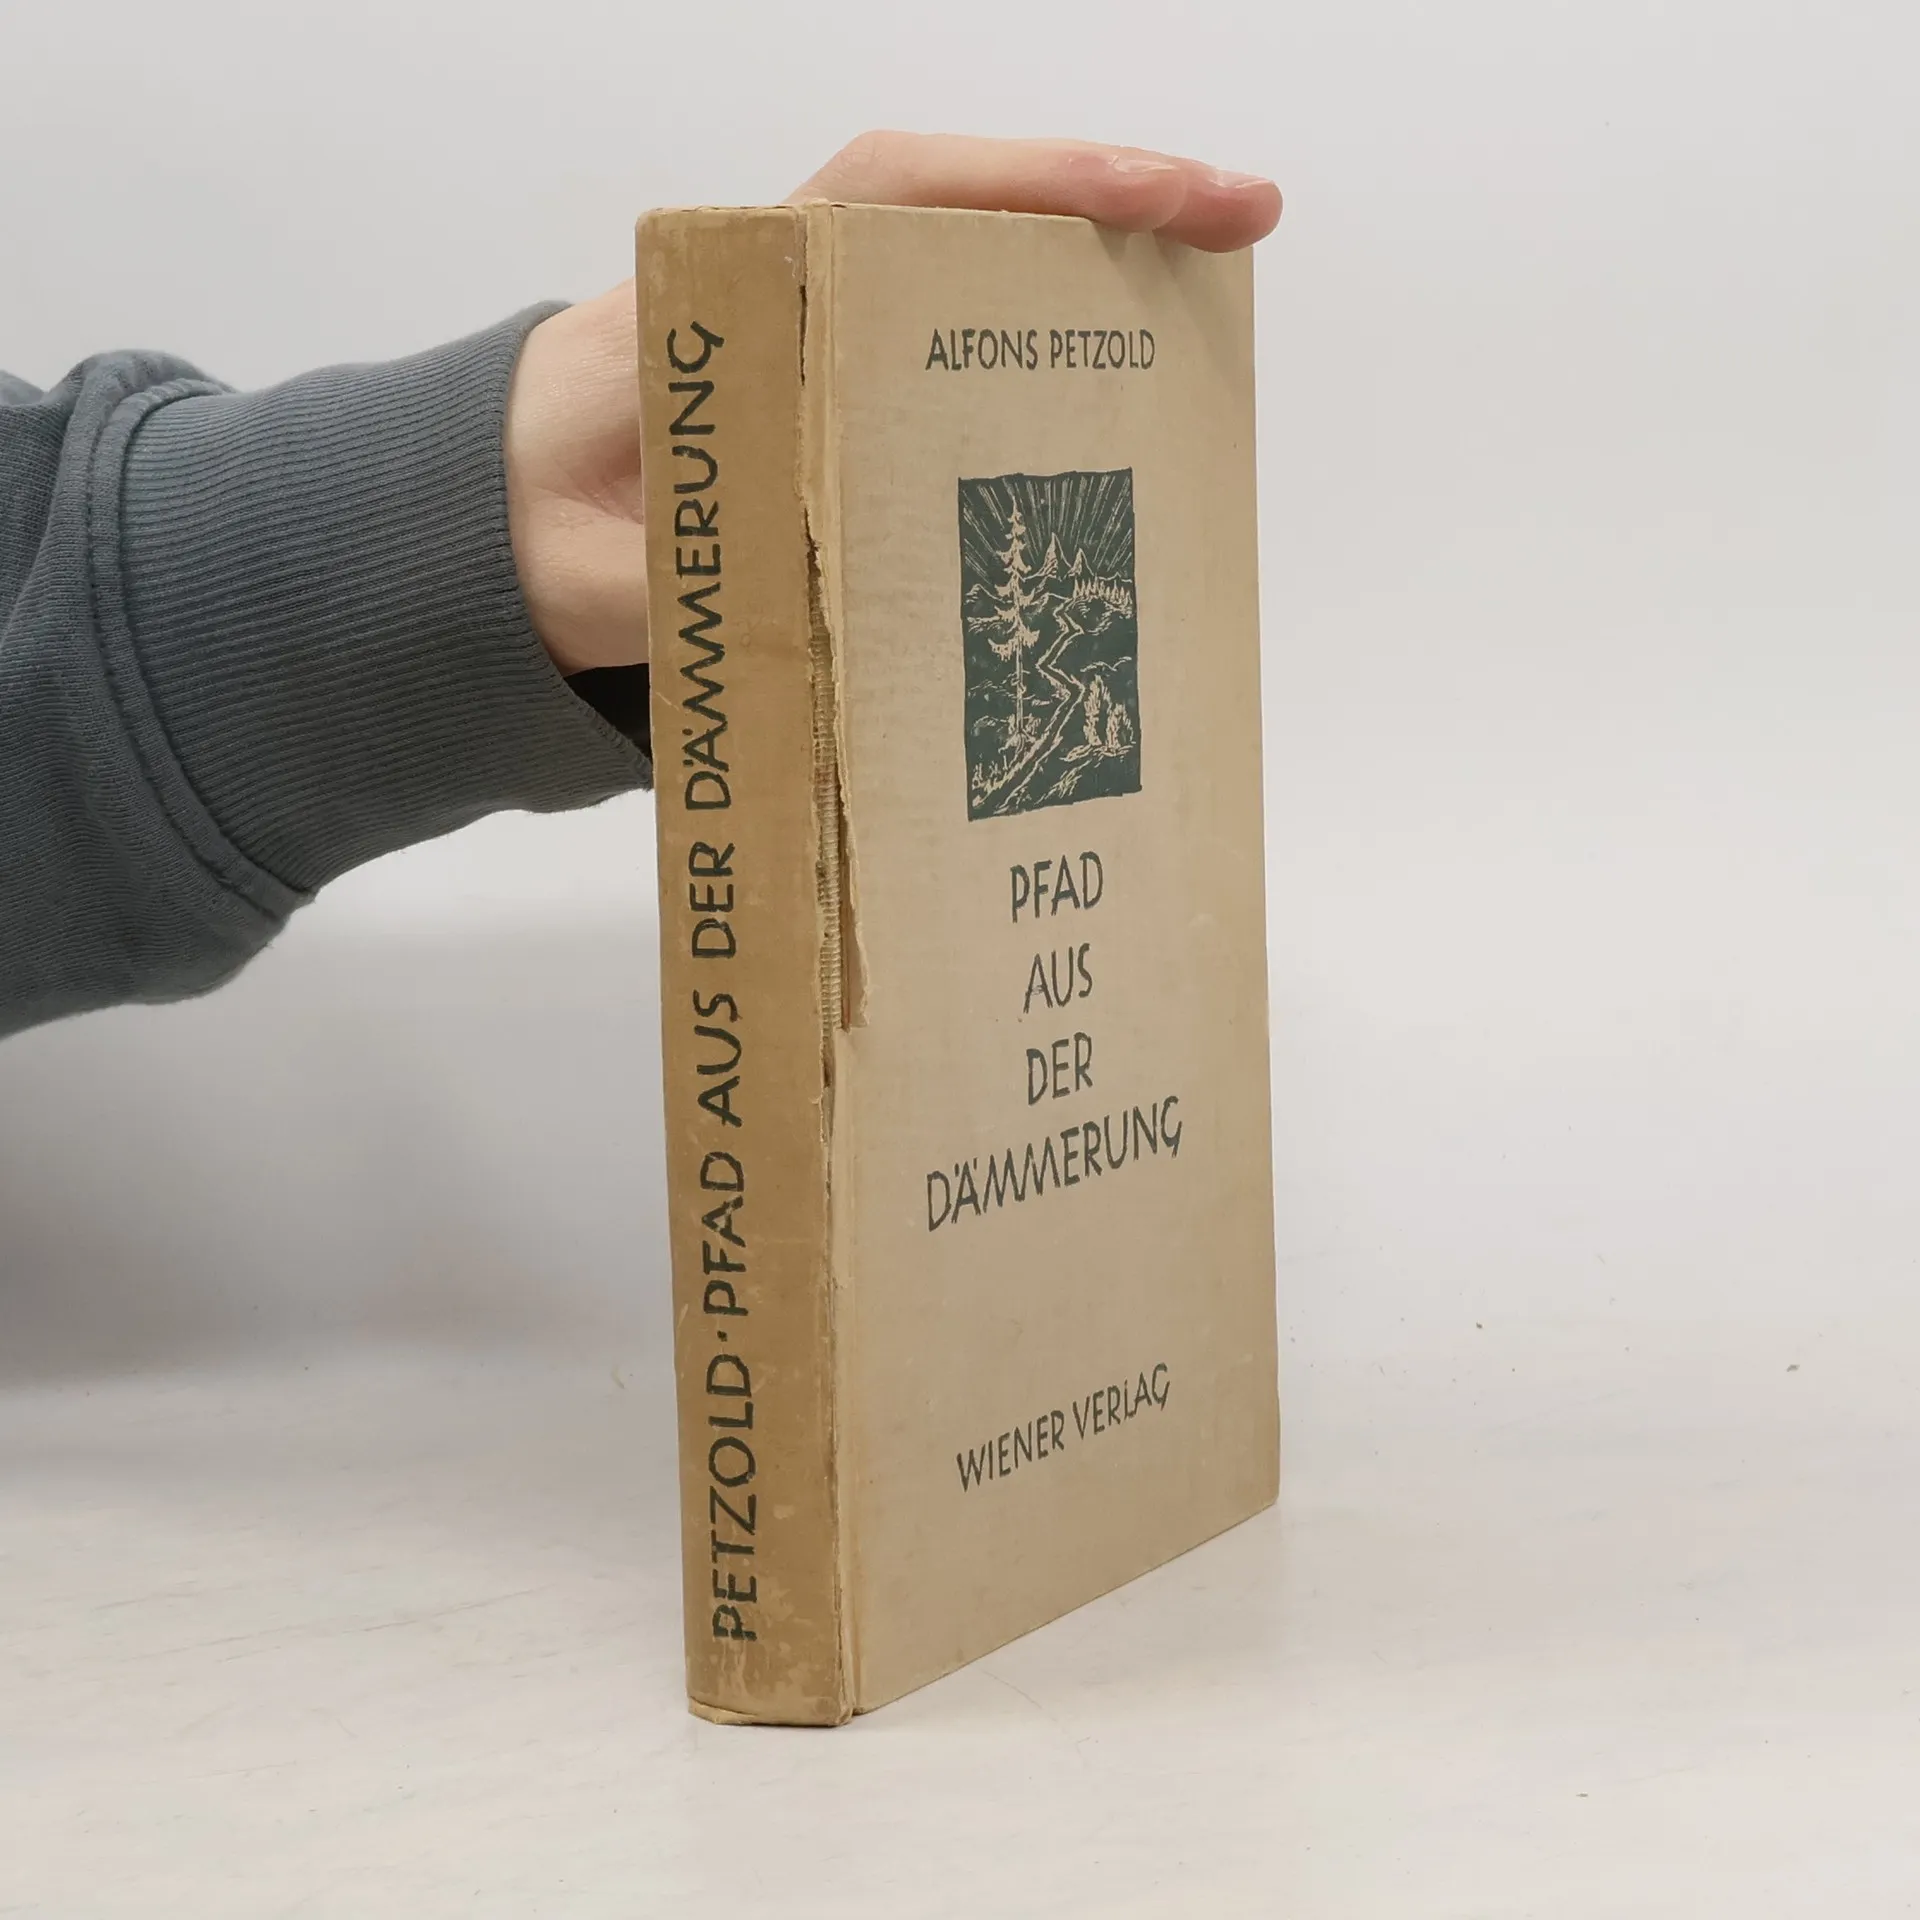 PETZOLD · PFAD AUS DER DÄMMERUNG
ALFONS PETZOLD
PFAD
AUS
DER
DÄMMERUNG
WIENER VERLAG